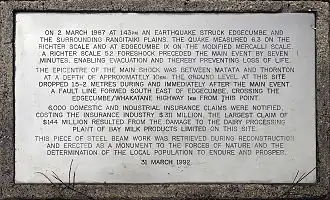 ON 2 MARCH 1987 AT 1.43PM AN EARTHQUAKE STRUCK EDGECUMBE AND
THE SURROUNDING RANGITAIKI PLAINS. THE QUAKE MEASURED 6.3 ON THE
RICHTER SCALE AND AT EDGECUMBE IX ON THE MODIFIED MERCALLI SCALE.
A RICHTER SCALE 5.2 FORESHOCK PRECEDED THE MAIN EVENT BY SEVEN
MINUTES, ENABLING EVACUATION AND THEREBY PREVENTING LOSS OF LIFE.
THE EPICENTRE OF THE MAIN SHOCK WAS BETWEEN MATATA AND THORNTON
AT A DEPTH OF APPROXIMATELY 10KM. THE GROUND LEVEL AT THIS SITE
DROPPED 1.5-2 METRES DURING AND IMMEDIATELY AFTER THE MAIN EVENT.
A FAULT LINE FORMED SOUTH EAST OF EDGECUMBE, CROSSING THE
EDGECUMBE/WHAKATANE HIGHWAY 1KM FROM THIS POINT.
6,000 DOMESTIC AND INDUSTRIAL INSURANCE CLAIMS WERE NOTIFIED,
COSTING THE INSURANCE INDUSTRY $311 MILLION. THE LARGEST CLAIM OF
$144 MILLION RESULTED FROM THE DAMAGE TO THE DAIRY PROCESSING
PLANT OF BAY MILK PRODUCTS LIMITED ON THIS SITE.
THIS PIECE OF STEEL BEAM WORK WAS RETRIEVED DURING RECONSTRUCTION
AND ERECTED AS A MONUMENT TO THE FORCES OF NATURE AND THE
DETERMINATION OF THE LOCAL POPULATION TO ENDURE AND PROSPER.
31 MARCH 1992